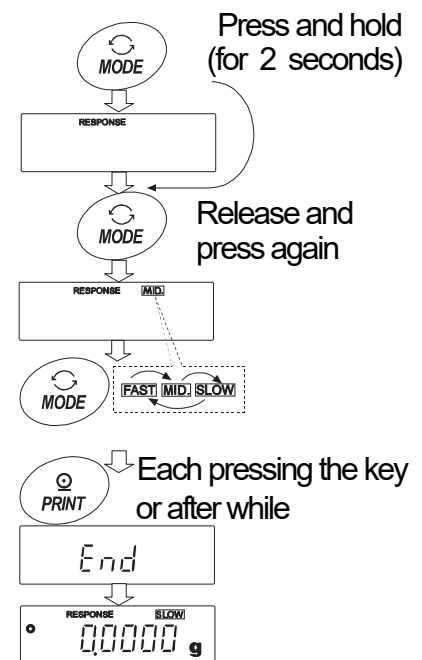 Press and hold
(for 2 seconds)
MODE
RESPONSE
MODE
Release and
press again
RESPONSE MID.
MODE
FAST MID. SLOW
Each pressing the key
or after while
PRINT
End
RESPONSE SLOW
0.0000 g